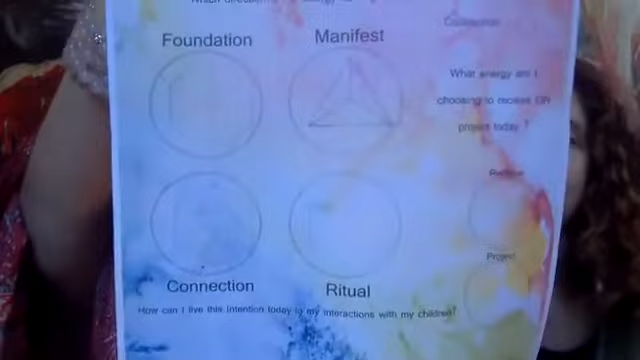 Foundation
Manifest
Connection
What energy am I
choosing to receive OR
project today ?
Receive
Project
Connection
Ritual
How can I live this intention today in my interactions with my children?